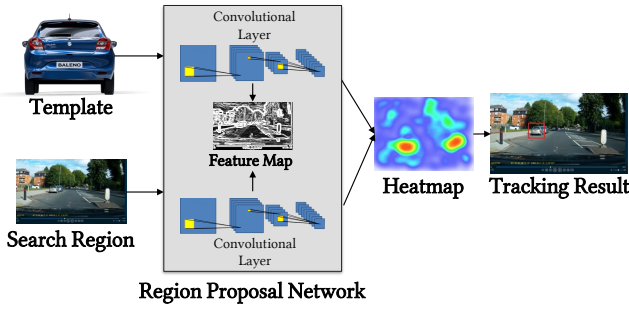 Convolutional
Layer
BALENO
Template
Feature Map
Heatmap
Tracking Result
Search Region
Convolutional
Layer
Region Proposal Network